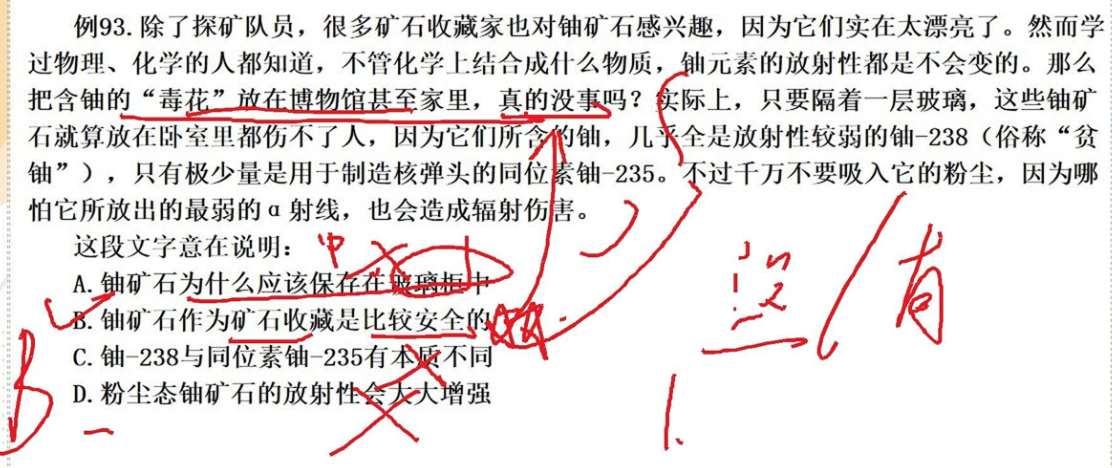 例93.除了探矿队员，很多矿石收藏家也对铀矿石感兴趣，因为它们实在太漂亮了。然而学
过物理、化学的人都知道，不管化学上结合成什么物质，铀元素的放射性都是不会变的。那么
把含铀的“毒花”放在博物馆甚至家里，真的没事吗？实际上，只要隔着一层玻璃，这些铀矿
石就算放在卧室里都伤不了人，因为它们所含的铀，几乎全是放射性较弱的铀-238（俗称“贫
铀”），只有极少量是用于制造核弹头的同位素铀-235。不过千万不要吸入它的粉尘，因为哪
怕它所放出的最弱的α射线，也会造成辐射伤害。
这段文字意在说明：
A.铀矿石为什么应该保存在玻璃柜中
B.铀矿石作为矿石收藏是比较安全的
C.铀-238与同位素铀-235有本质不同
D.粉尘态铀矿石的放射性会大大增强
B
有